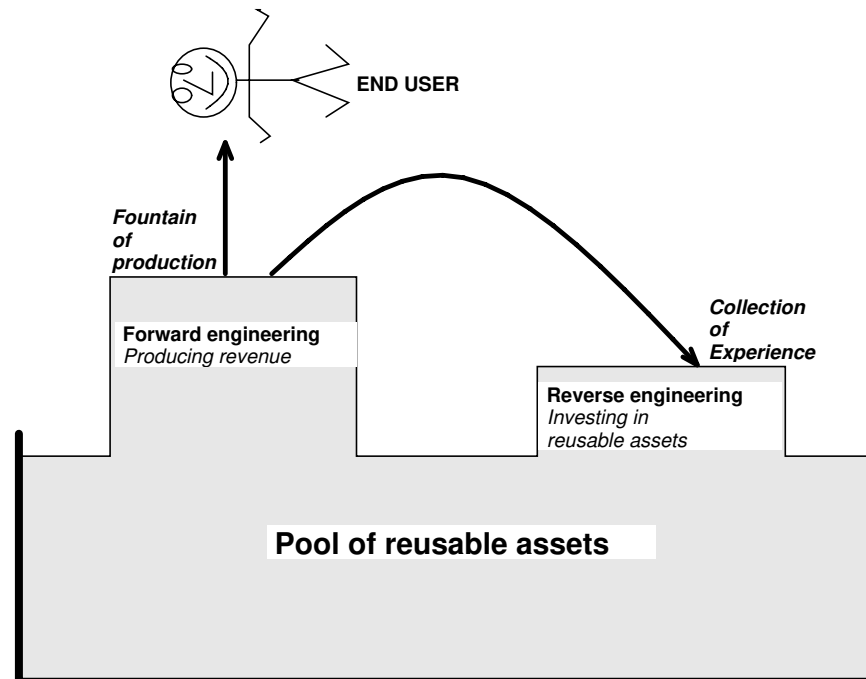 END USER
Fountain
of
production
Forward engineering
Producing revenue
Collection
of
Experience
Reverse engineering
Investing in
reusable assets
Pool of reusable assets